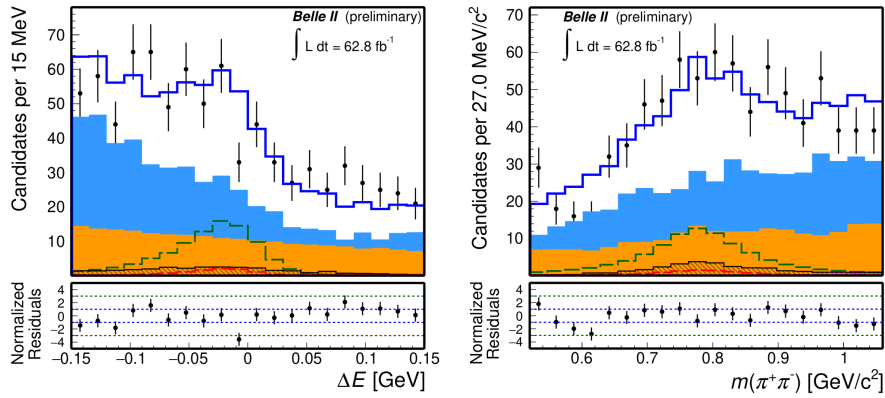 Candidates per 15 MeV
80
70
60
50
40
30
20
10
Belle II (preliminary)
∫ L dt = 62.8 fb⁻¹
Normalized
Residuals
4
2
0
−2
−4
−0.15 −0.1 −0.05 0 0.05 0.1 0.15
ΔE [GeV]
Candidates per 27.0 MeV/c²
70
60
50
40
30
20
10
Belle II (preliminary)
∫ L dt = 62.8 fb⁻¹
Normalized
Residuals
4
2
0
−2
−4
0.6 0.7 0.8 0.9 1
m(π⁺π⁻) [GeV/c²]